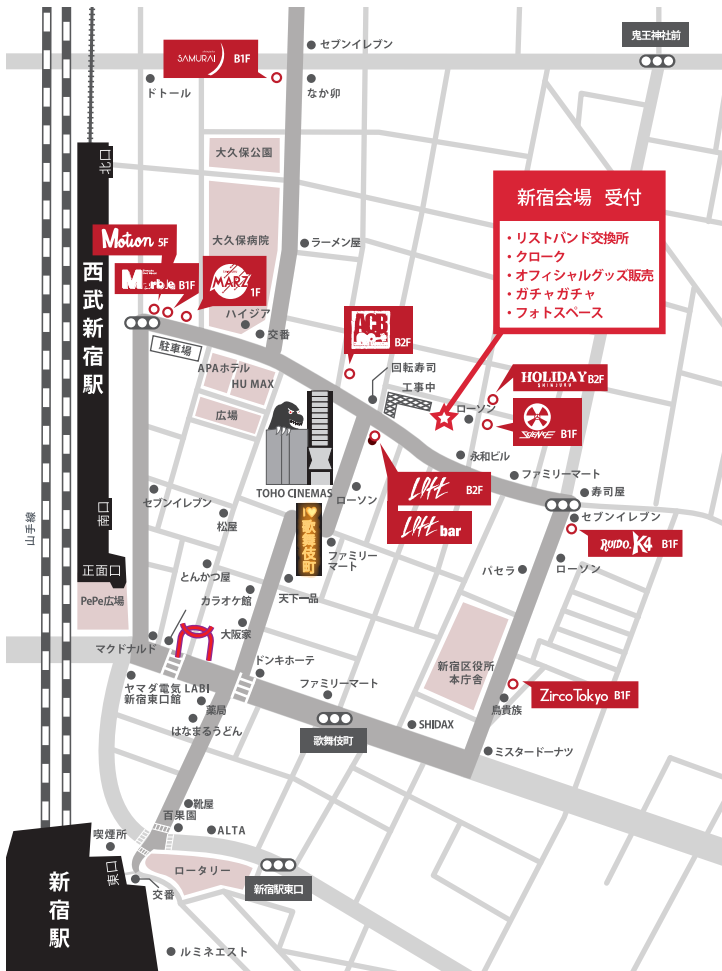 セブンイレブン
鬼王神社前
SAMURAI B1F
ドトール
なか卯
北口
大久保公園
新宿会場 受付
・リストバンド交換所
・クローク
・オフィシャルグッズ販売
・ガチャガチャ
・フォトスペース
大久保病院
ラーメン屋
Motion 5F
Marble B1F
MARZ
1F
西武新宿駅
ハイジア
交番
駐車場
ACB
B2F
回転寿司
工事中
APAホテル
HU MAX
広場
HOLIDAY B2F
SHINJUKU
ローソン
SCIENCE B1F
永和ビル
ファミリーマート
TOHO CINEMAS
ローソン
LOFT B2F
LOFT bar
寿司屋
セブンイレブン
セブンイレブン
南口
松屋
山手線
I♥歌舞伎町
ファミリーマート
RUIDO.K4 B1F
ローソン
パセラ
正面口
PePe広場
とんかつ屋
カラオケ館
天下一品
大阪家
マクドナルド
ドンキホーテ
新宿区役所
本庁舎
ファミリーマート
Zirco Tokyo B1F
鳥貴族
ヤマダ電気 LABI
新宿東口館
薬局
はなまるうどん
SHIDAX
歌舞伎町
ミスタードーナツ
靴屋
百果園
ALTA
喫煙所
東口
ロータリー
新宿駅東口
交番
新宿駅
ルミネエスト